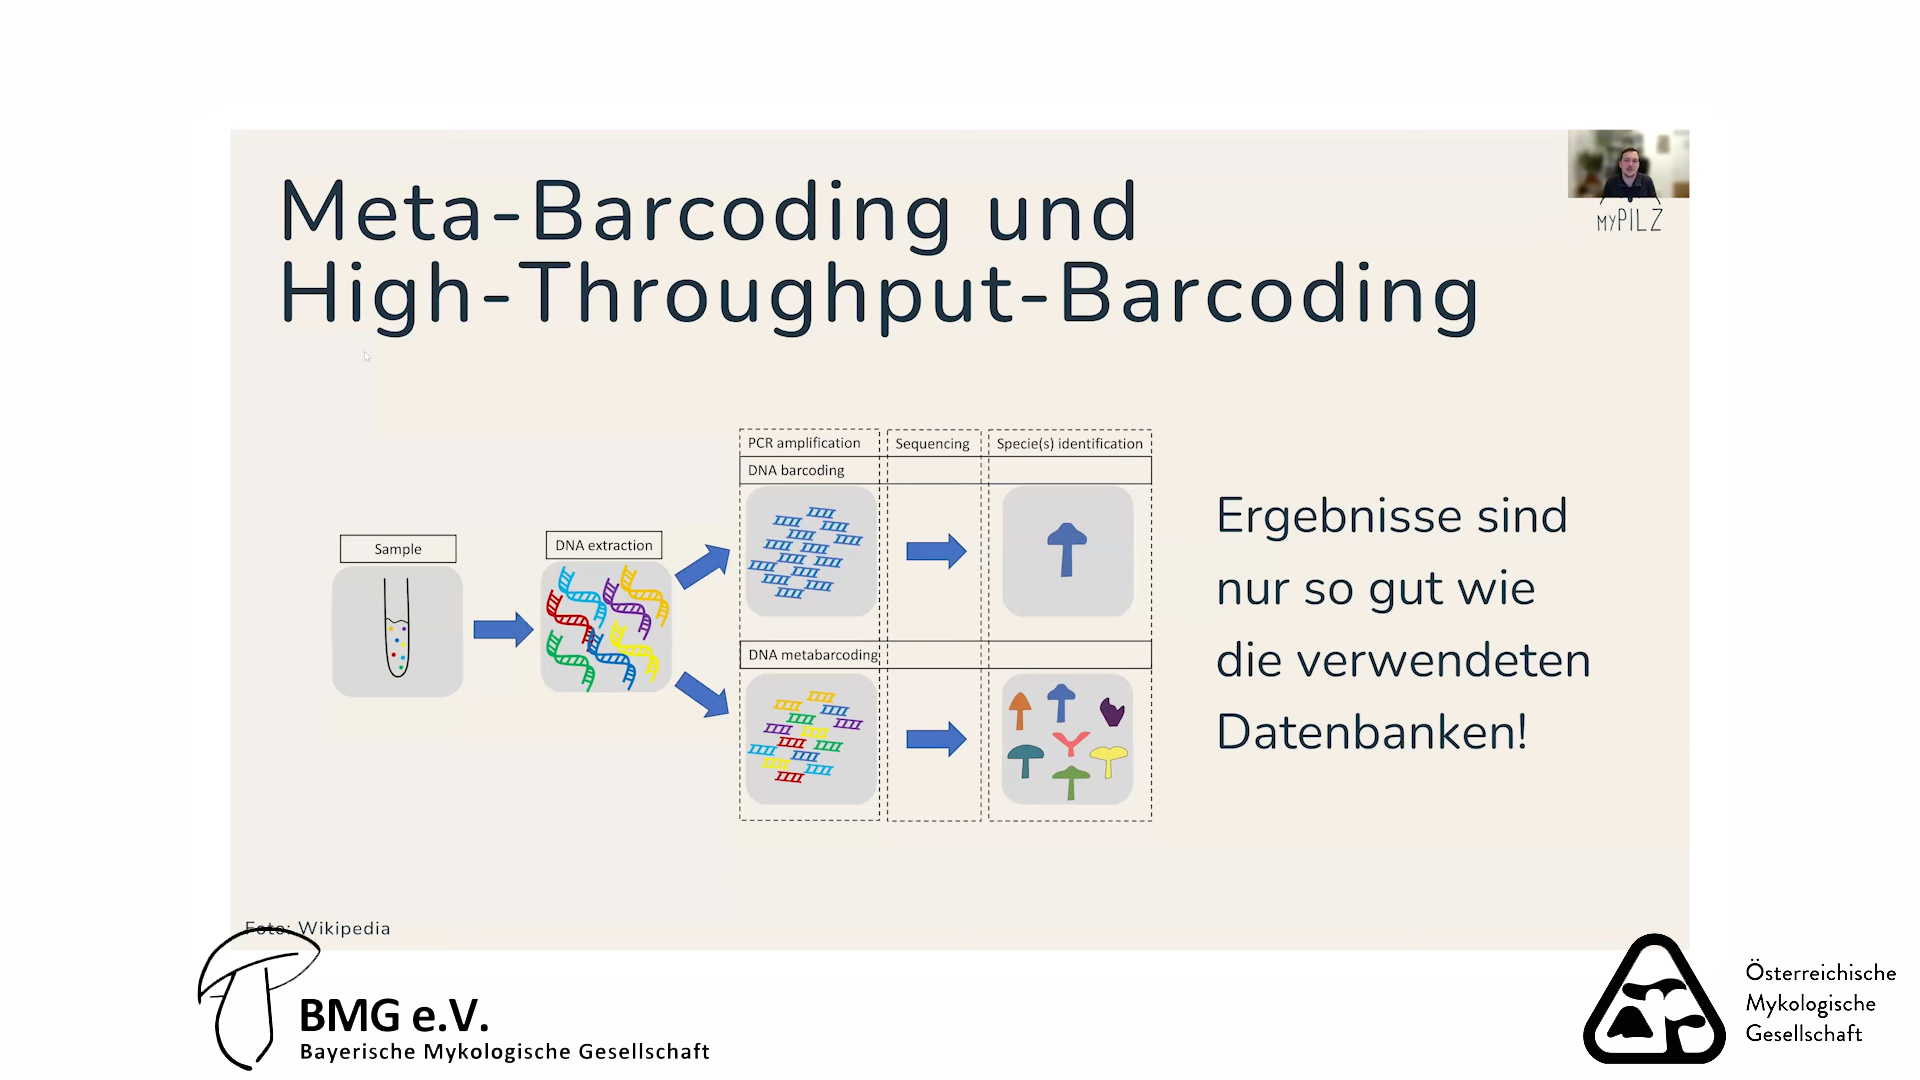 Meta-Barcoding und
High-Throughput-Barcoding
myPILZ
PCR amplification
Sequencing
Specie(s) identification
DNA barcoding
Sample
DNA extraction
DNA metabarcoding
Ergebnisse sind
nur so gut wie
die verwendeten
Datenbanken!
Foto: Wikipedia
BMG e.V.
Bayerische Mykologische Gesellschaft
Österreichische
Mykologische
Gesellschaft